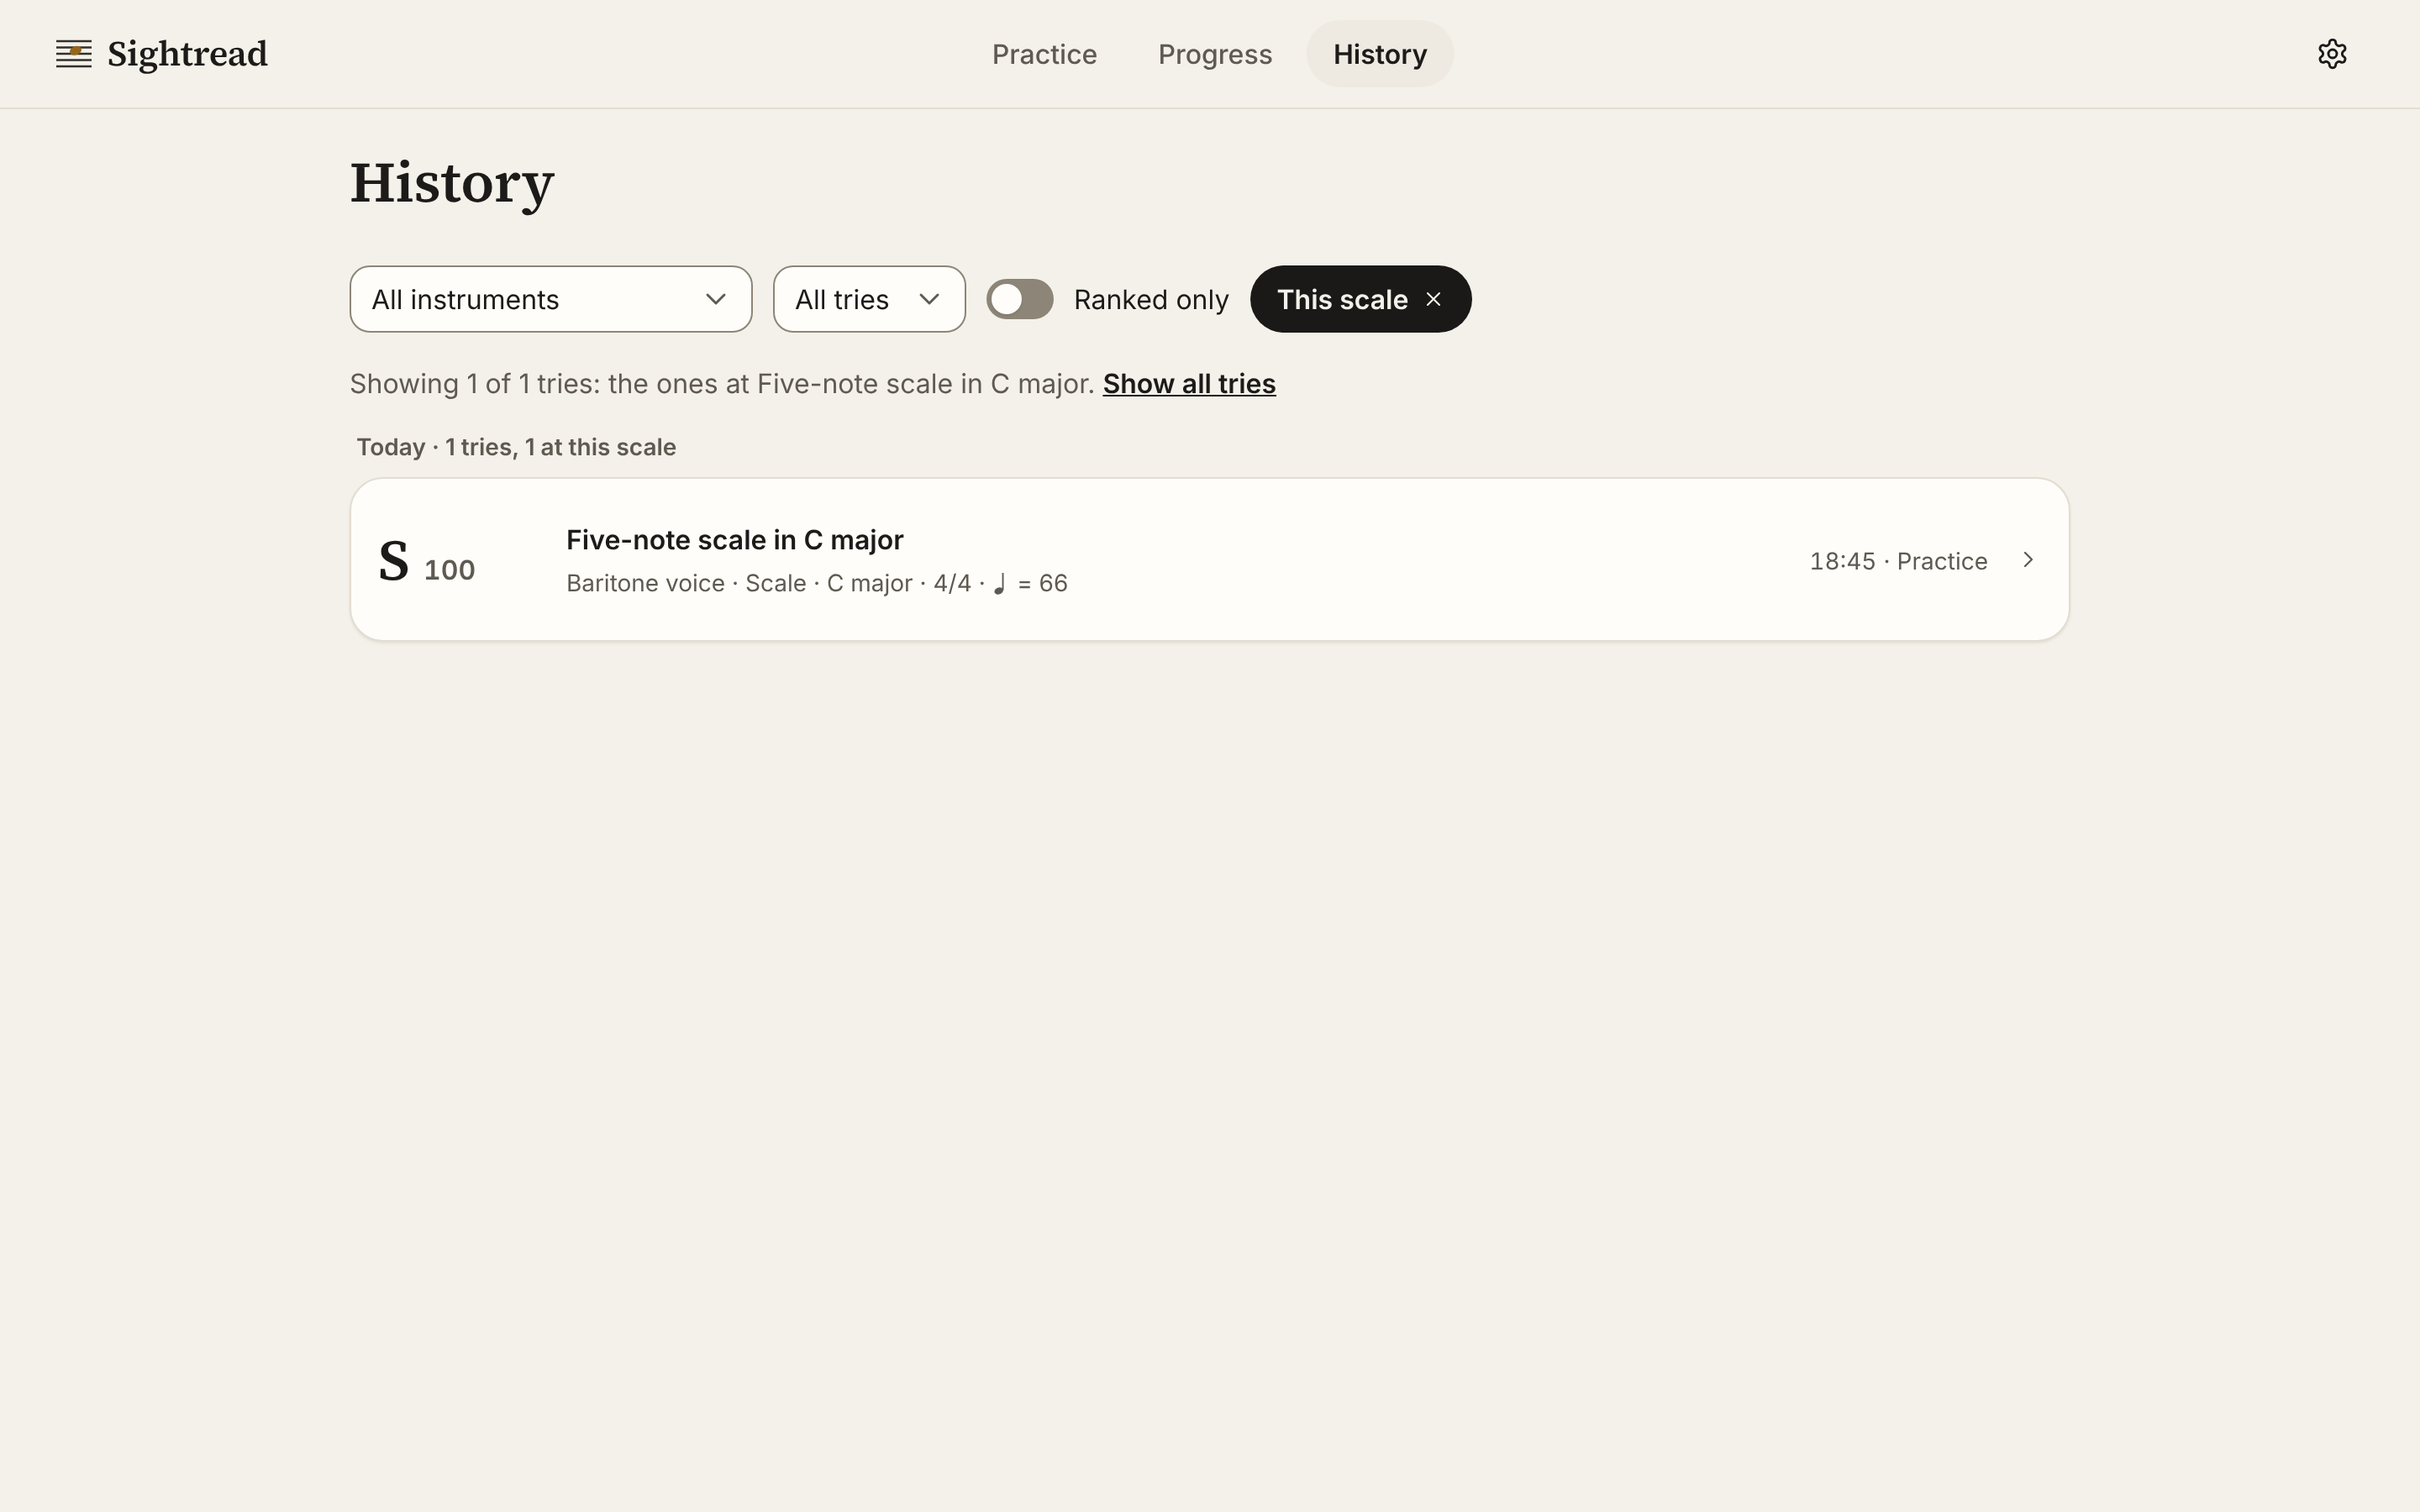 Sightread
Practice
Progress
History
History
All instruments
All tries
Ranked only
This scale
Showing 1 of 1 tries: the ones at Five-note scale in C major. Show all tries
Today · 1 tries, 1 at this scale
S 100
Five-note scale in C major
Baritone voice · Scale · C major · 4/4 · ♩ = 66
18:45 · Practice